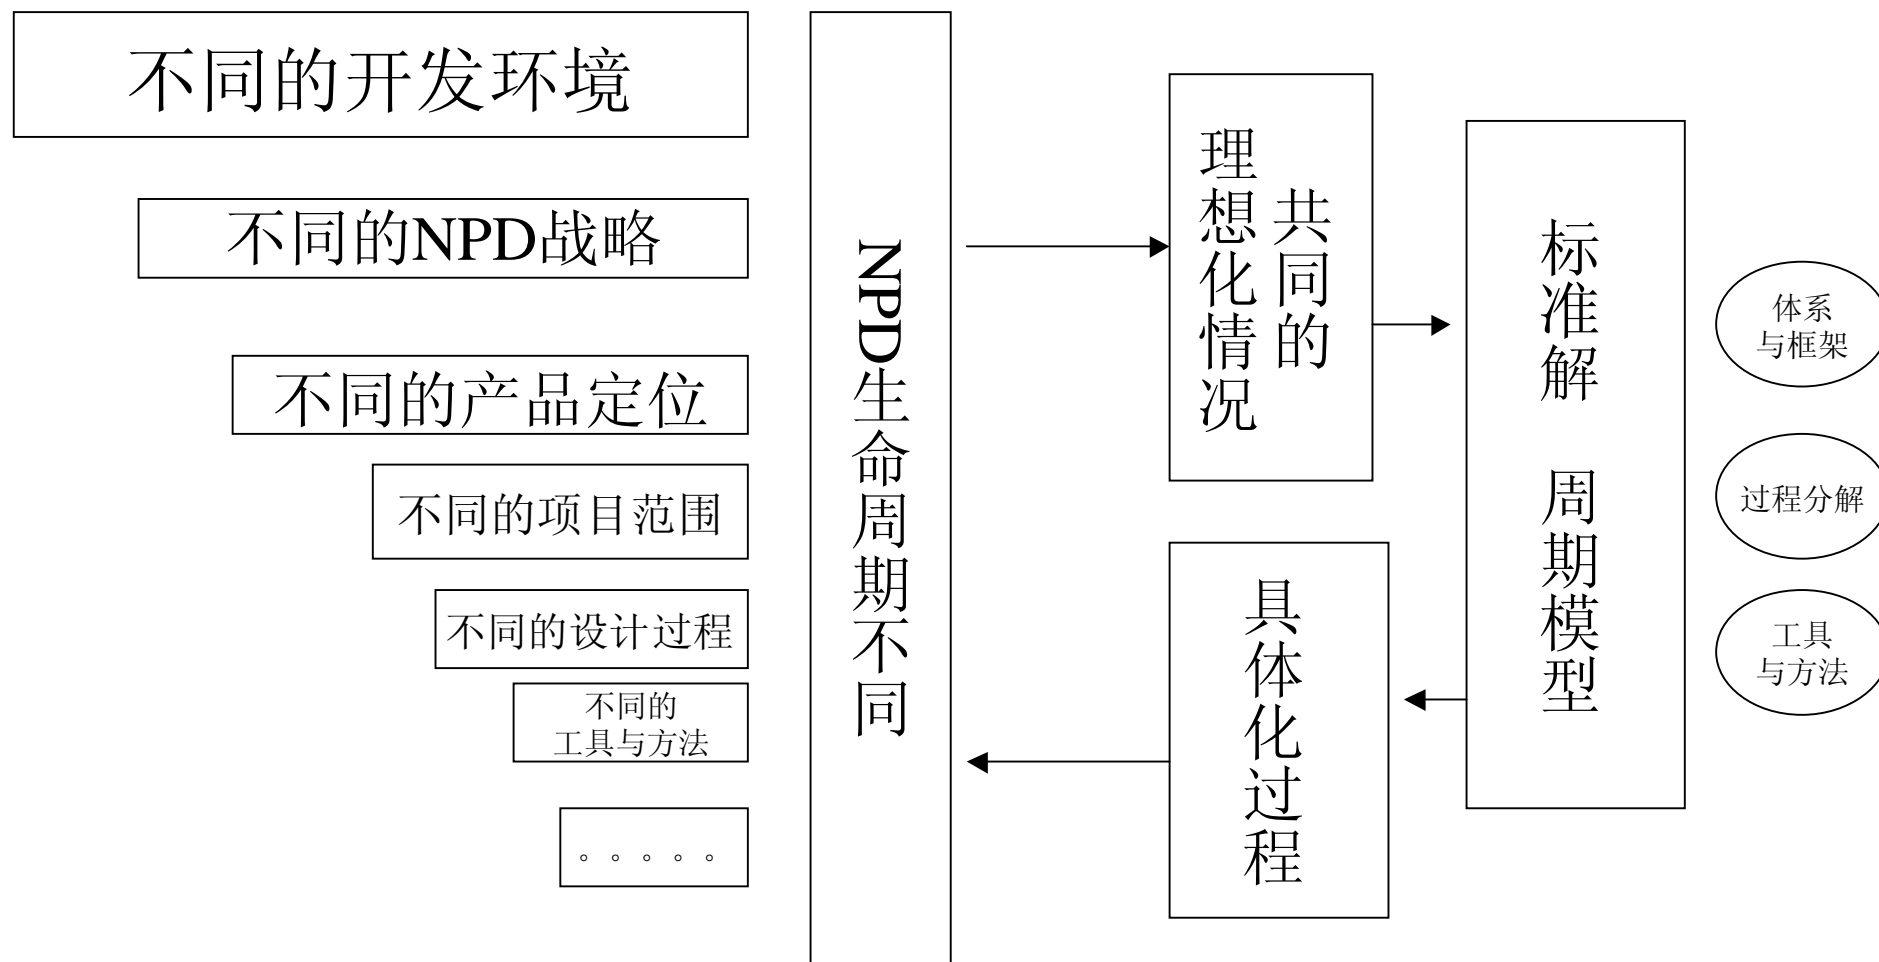 不同的开发环境
不同的NPD战略
不同的产品定位
不同的项目范围
不同的设计过程
不同的
工具与方法
。。。。。
NPD生命周期不同
共同的
理想化情况
具体化过程
标准解 周期模型
体系
与框架
过程分解
工具
与方法